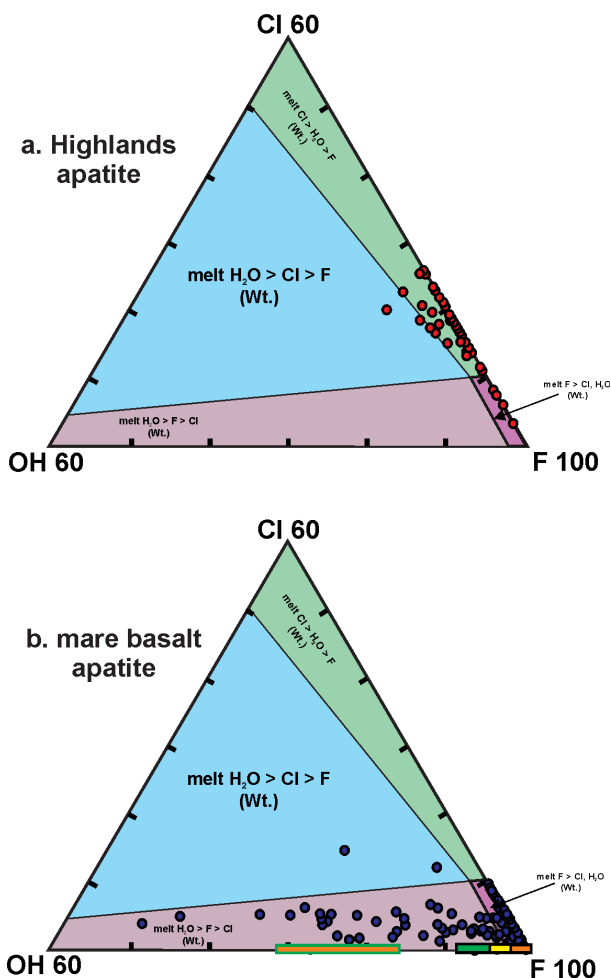 Cl 60
a. Highlands
apatite
melt Cl > H₂O > F
(Wt.)
melt H₂O > Cl > F
(Wt.)
melt F > Cl, H₂O
(Wt.)
melt H₂O > F > Cl
(Wt.)
OH 60
F 100
Cl 60
b. mare basalt
apatite
melt Cl > H₂O > F
(Wt.)
melt H₂O > Cl > F
(Wt.)
melt F > Cl, H₂O
(Wt.)
melt H₂O > F > Cl
(Wt.)
OH 60
F 100